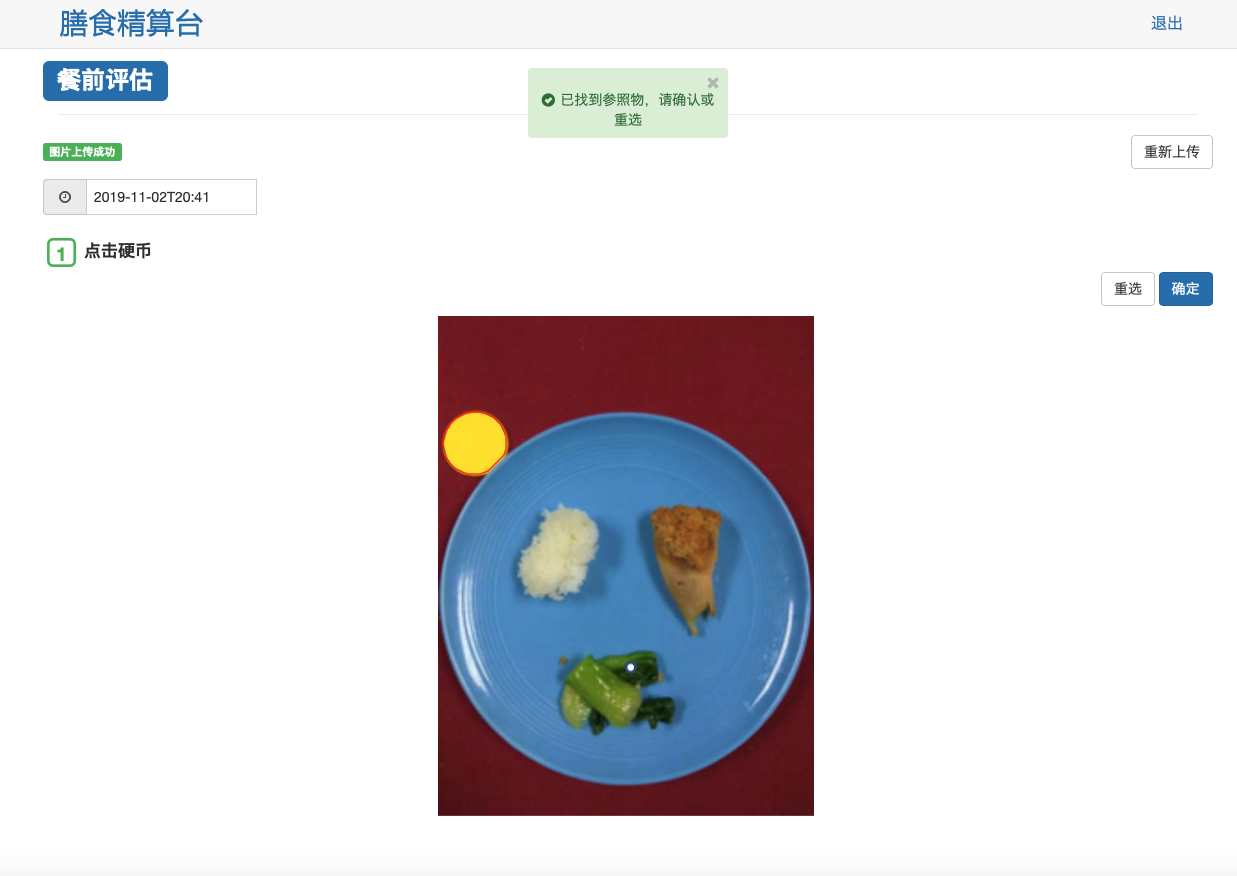 膳食精算台
退出
餐前评估
已找到参照物，请确认或
重选
图片上传成功
重新上传
2019-11-02T20:41
1 点击硬币
重选
确定